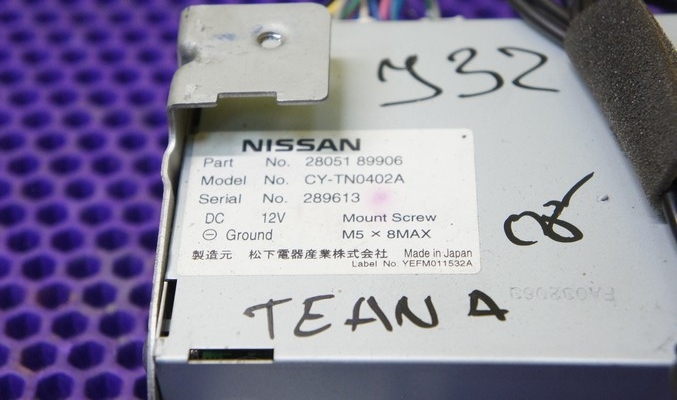 J32
NISSAN
Part No. 28051 89906
Model No. CY-TN0402A
Serial No. 289613
DC 12V Mount Screw
⊖ Ground M5 × 8MAX
製造元 松下電器産業株式会社 Made in Japan
Label No. YEFM011532A
08
TEANA